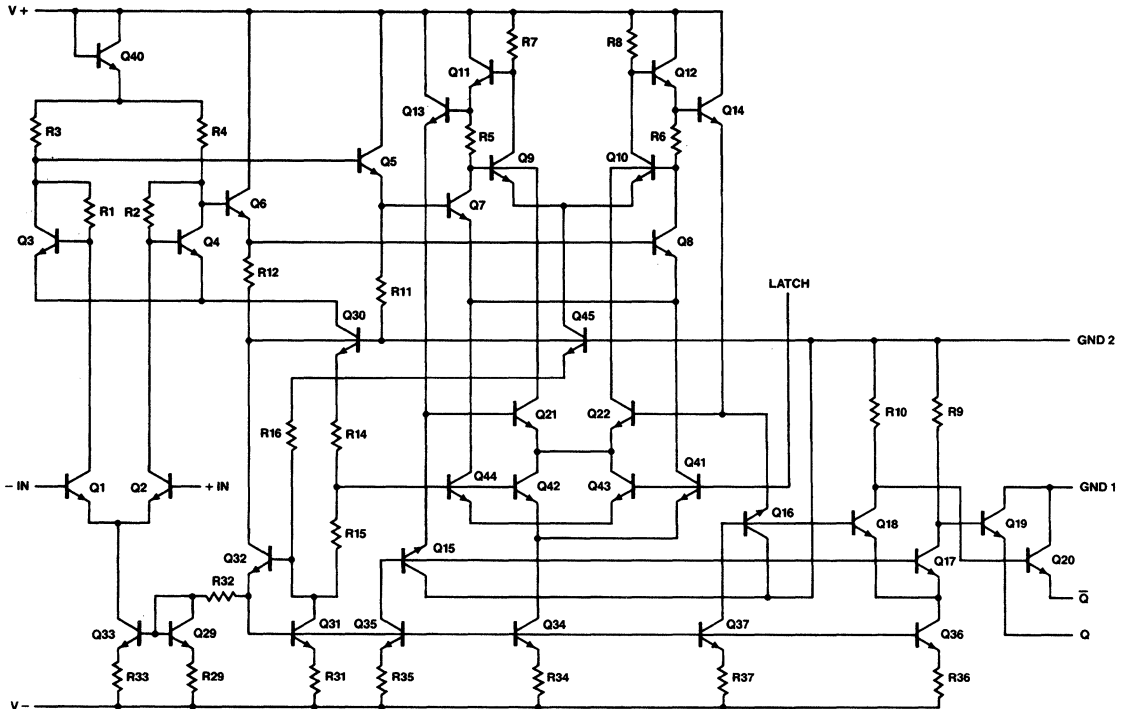 V+
R7
R8
Q40
Q11
Q12
Q13
Q14
R3
R4
R5
R6
Q9
Q10
Q5
R1
R2
Q6
Q7
Q3
Q4
Q8
R12
R11
LATCH
Q30
Q45
GND 2
R16
R14
Q21
Q22
R10
R9
– IN
Q1
Q2
+ IN
Q44
Q42
Q43
Q41
GND 1
R15
Q16
Q18
Q19
Q32
Q15
Q17
Q20
R32
Q̅
Q33
Q29
Q31
Q35
Q34
Q37
Q36
Q
R33
R29
R31
R35
R34
R37
R36
V–